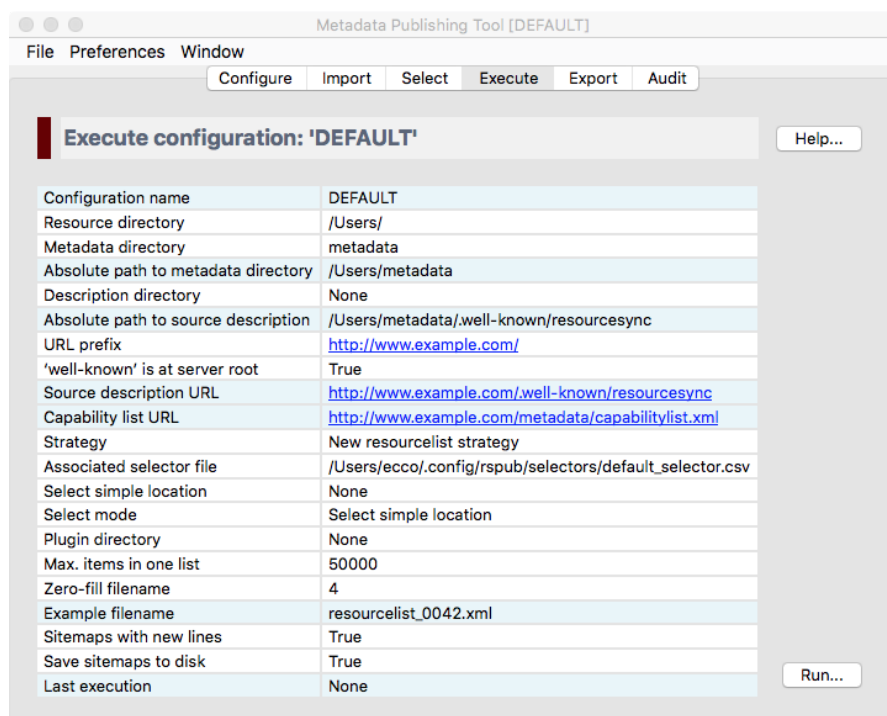 Metadata Publishing Tool [DEFAULT]
File Preferences Window
Configure Import Select Execute Export Audit
Execute configuration: 'DEFAULT'
Help...
Configuration name DEFAULT
Resource directory /Users/
Metadata directory metadata
Absolute path to metadata directory /Users/metadata
Description directory None
Absolute path to source description /Users/metadata/.well-known/resourcesync
URL prefix http://www.example.com/
‘well-known’ is at server root True
Source description URL http://www.example.com/.well-known/resourcesync
Capability list URL http://www.example.com/metadata/capabilitylist.xml
Strategy New resourcelist strategy
Associated selector file /Users/ecco/.config/rspub/selectors/default_selector.csv
Select simple location None
Select mode Select simple location
Plugin directory None
Max. items in one list 50000
Zero-fill filename 4
Example filename resourcelist_0042.xml
Sitemaps with new lines True
Save sitemaps to disk True
Last execution None
Run...